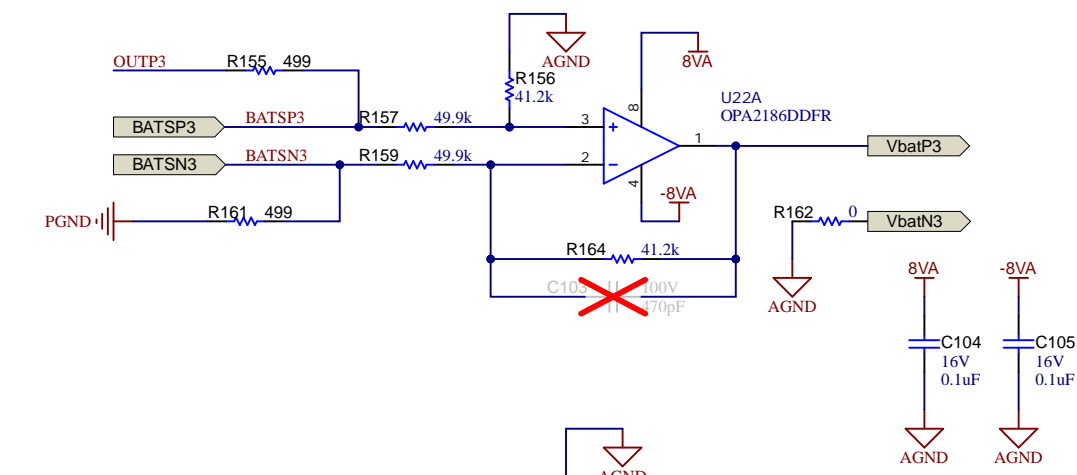 OUTP3
R155 499
AGND
8VA
R156
41.2k
U22A
OPA2186DDFR
BATSP3
BATSP3
R157 49.9k
3
8
1
VbatP3
BATSN3
BATSN3
R159 49.9k
2
4
-8VA
PGND
R161 499
R162 0
VbatN3
R164 41.2k
C103
100V
470pF
AGND
8VA
-8VA
C104
16V
0.1uF
C105
16V
0.1uF
AGND
AGND
AGND